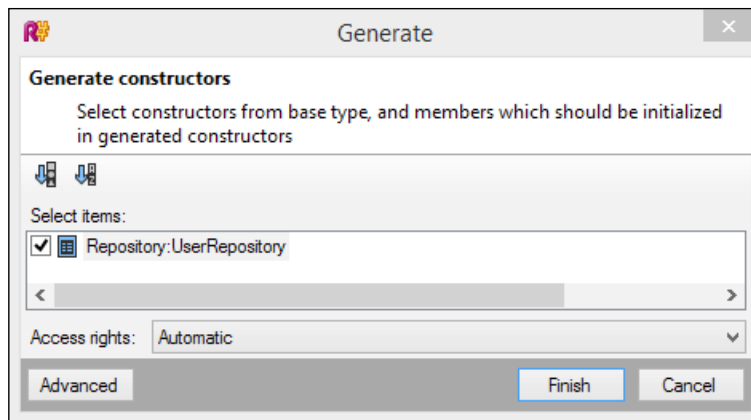 R#
Generate
Generate constructors
Select constructors from base type, and members which should be initialized
in generated constructors
Select items:
Repository:UserRepository
Access rights: Automatic
Advanced Finish Cancel